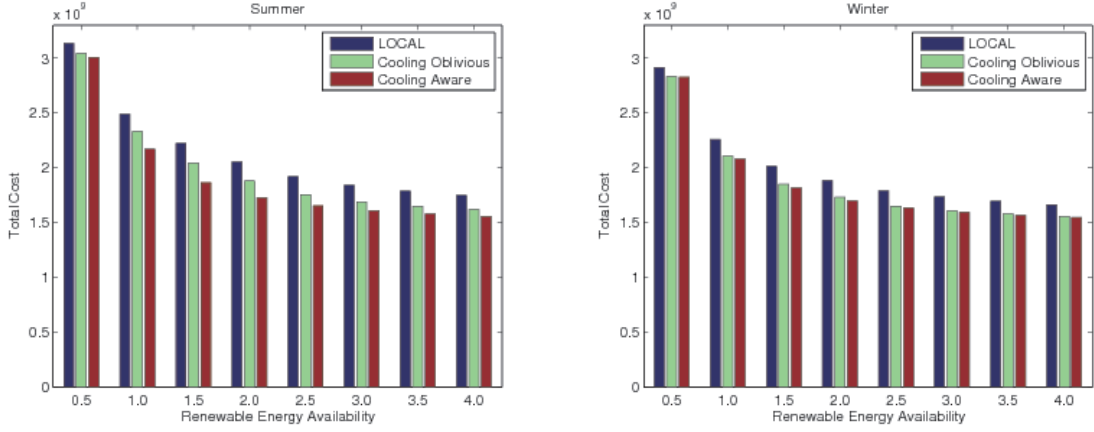 Summer
x 10^9
3
2.5
2
1.5
1
0.5
0
Total Cost
LOCAL
Cooling Oblivious
Cooling Aware
0.5 1.0 1.5 2.0 2.5 3.0 3.5 4.0
Renewable Energy Availability
Winter
x 10^9
3
2.5
2
1.5
1
0.5
0
Total Cost
LOCAL
Cooling Oblivious
Cooling Aware
0.5 1.0 1.5 2.0 2.5 3.0 3.5 4.0
Renewable Energy Availability